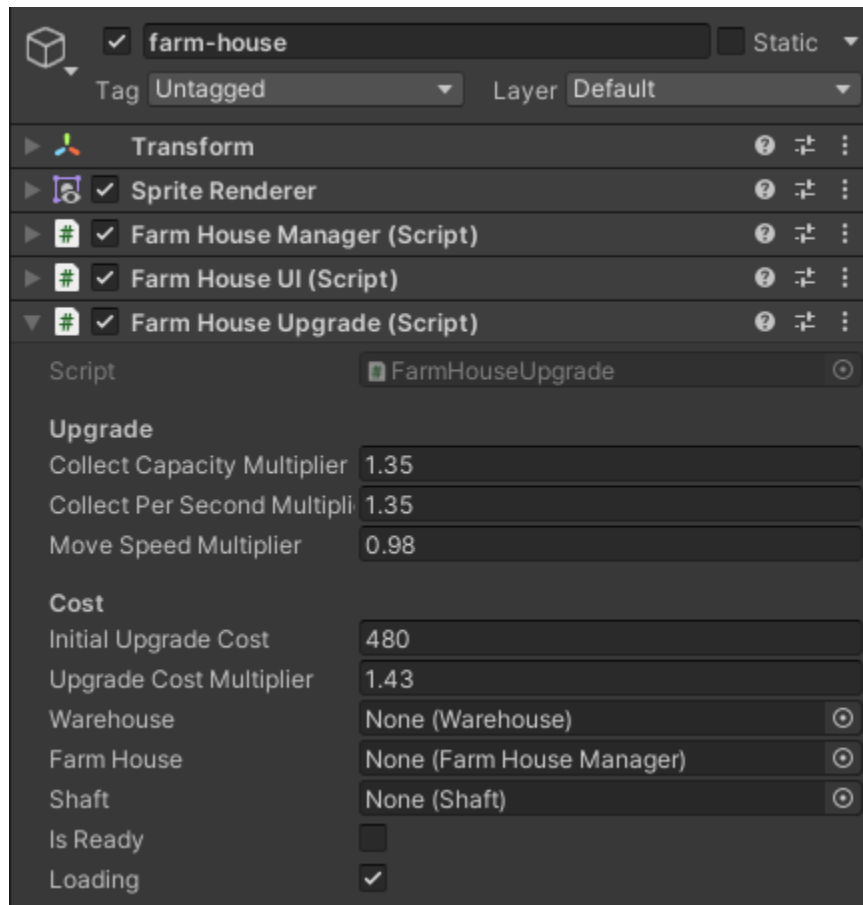 farm-house Static
Tag Untagged Layer Default
Transform
Sprite Renderer
# Farm House Manager (Script)
# Farm House UI (Script)
# Farm House Upgrade (Script)
Script # FarmHouseUpgrade
Upgrade
Collect Capacity Multiplier 1.35
Collect Per Second Multipli 1.35
Move Speed Multiplier 0.98
Cost
Initial Upgrade Cost 480
Upgrade Cost Multiplier 1.43
Warehouse None (Warehouse)
Farm House None (Farm House Manager)
Shaft None (Shaft)
Is Ready
Loading